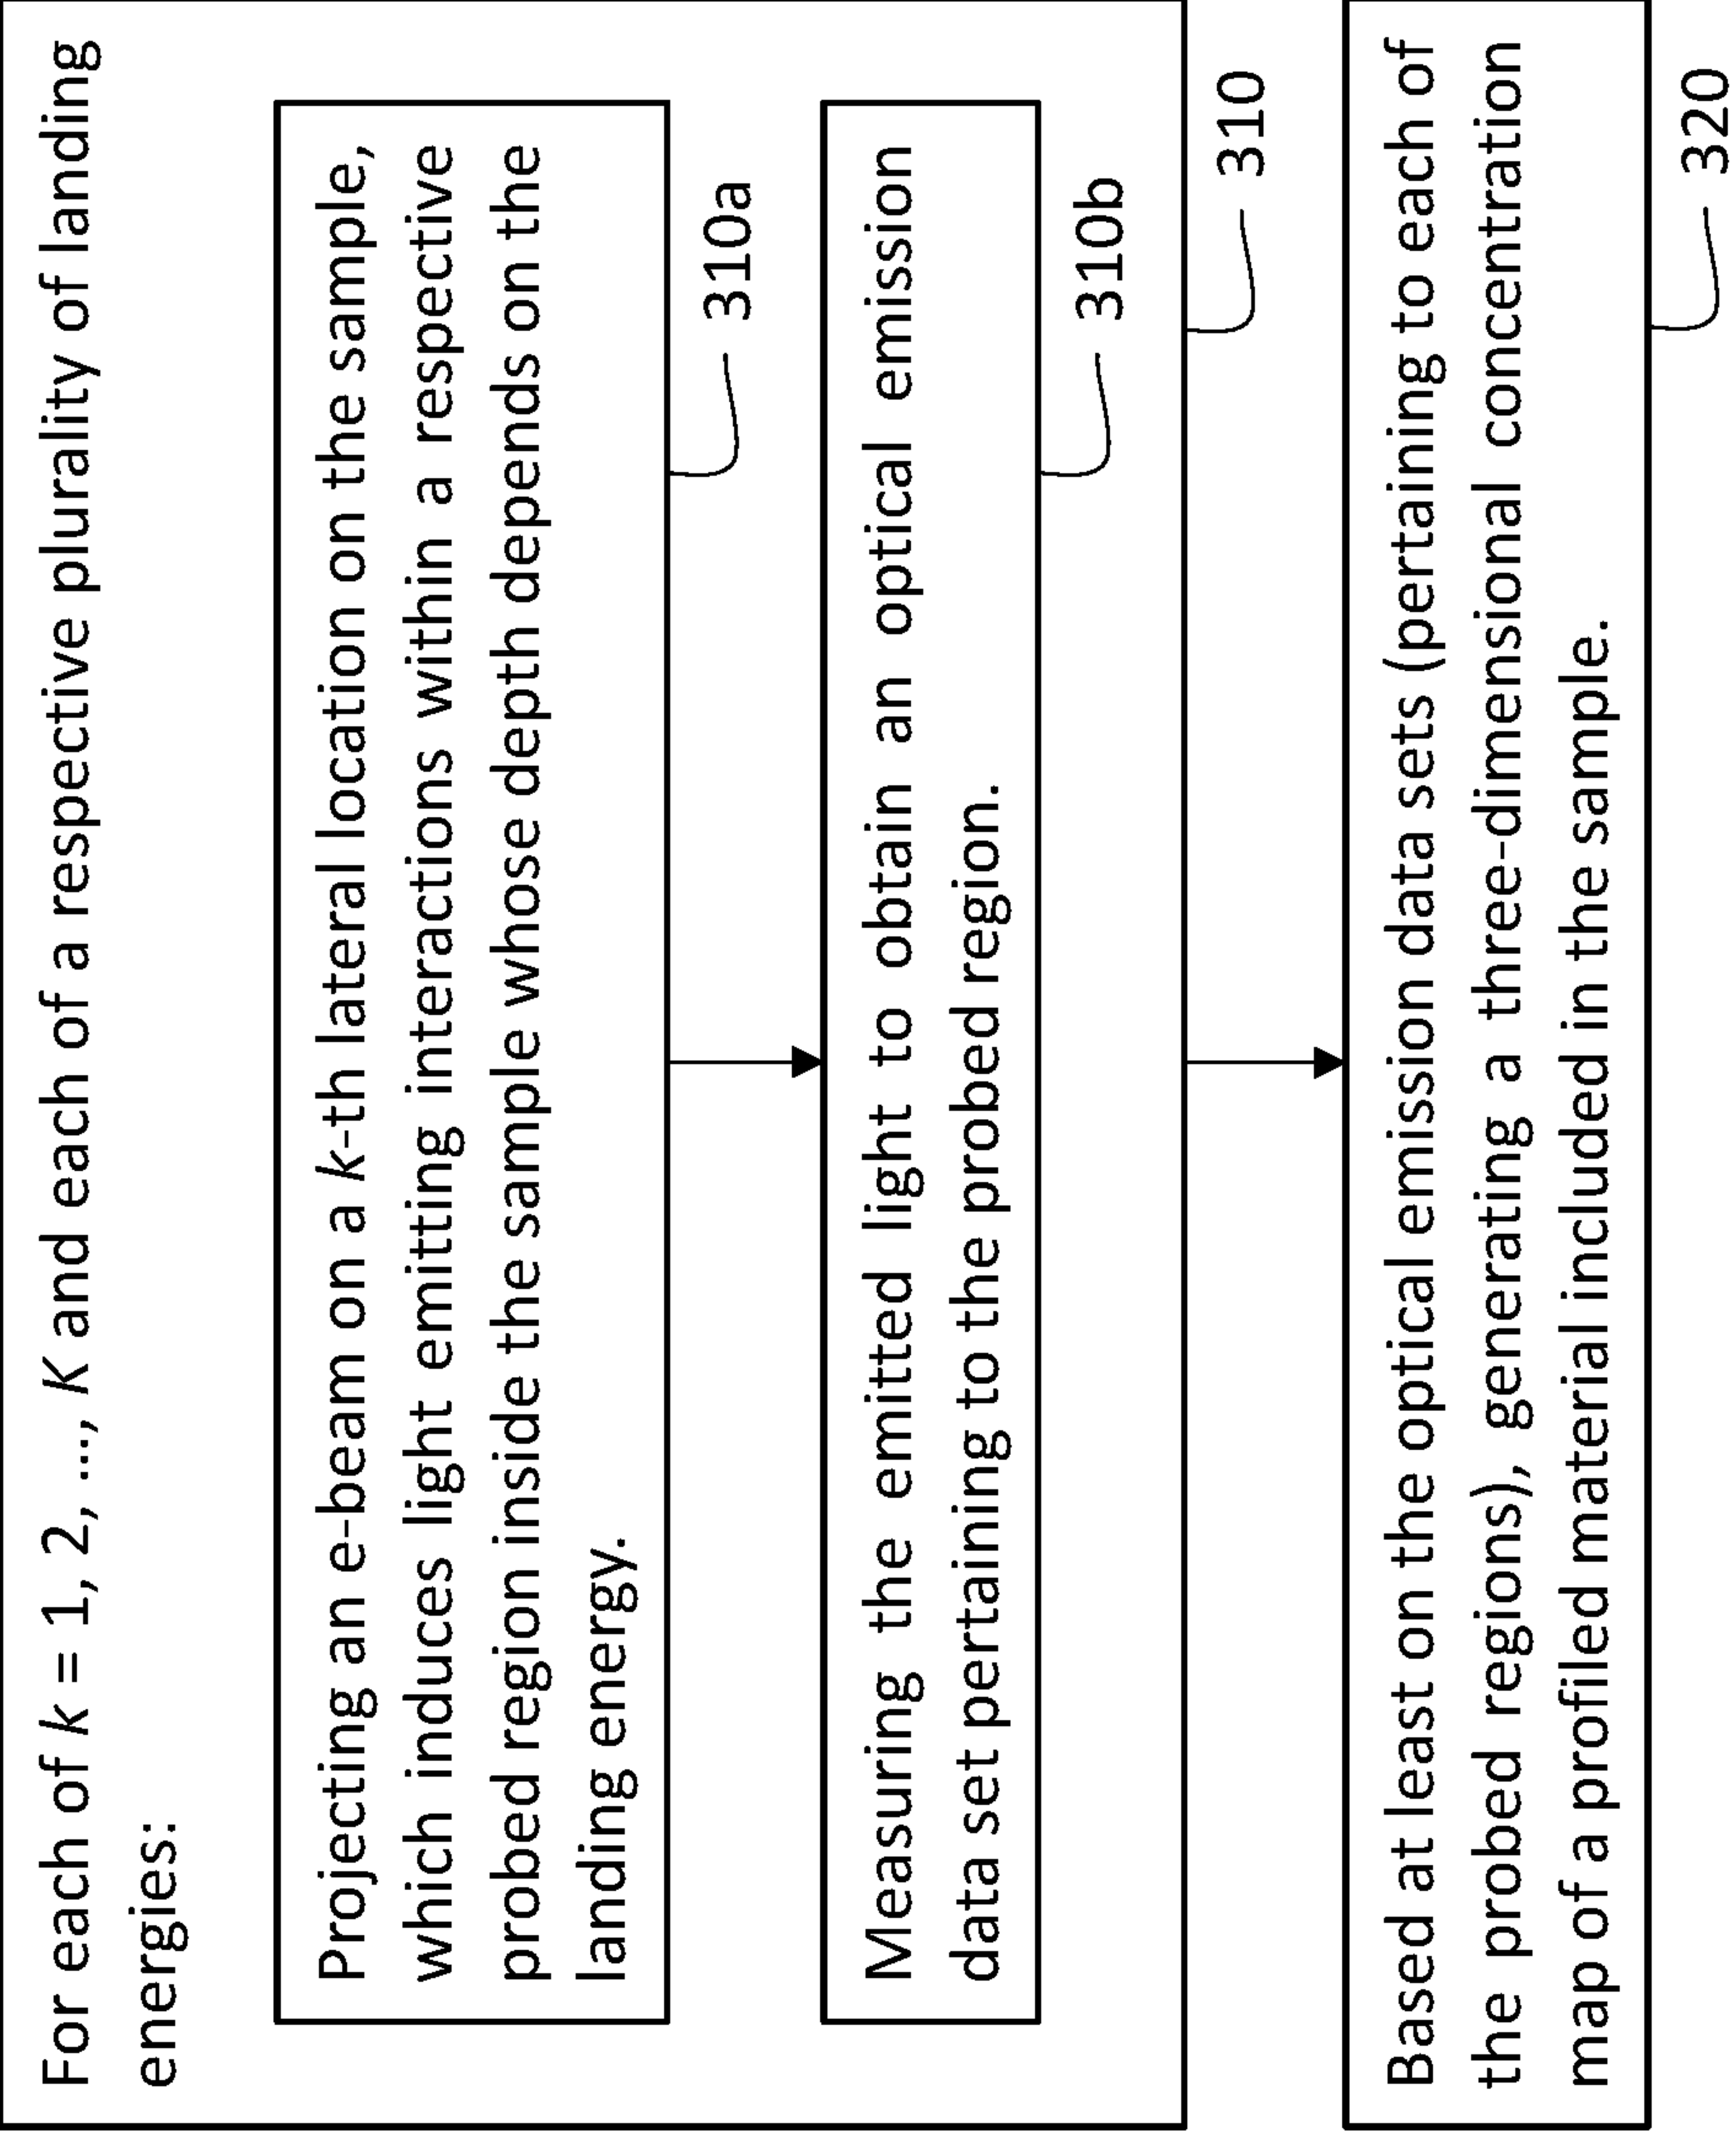 For each of k = 1, 2, ..., K and each of a respective plurality of landing
energies:
Projecting an e-beam on a k-th lateral location on the sample,
which induces light emitting interactions within a respective
probed region inside the sample whose depth depends on the
landing energy.
310a
Measuring the emitted light to obtain an optical emission
data set pertaining to the probed region.
310b
310
Based at least on the optical emission data sets (pertaining to each of
the probed regions), generating a three-dimensional concentration
map of a profiled material included in the sample.
320